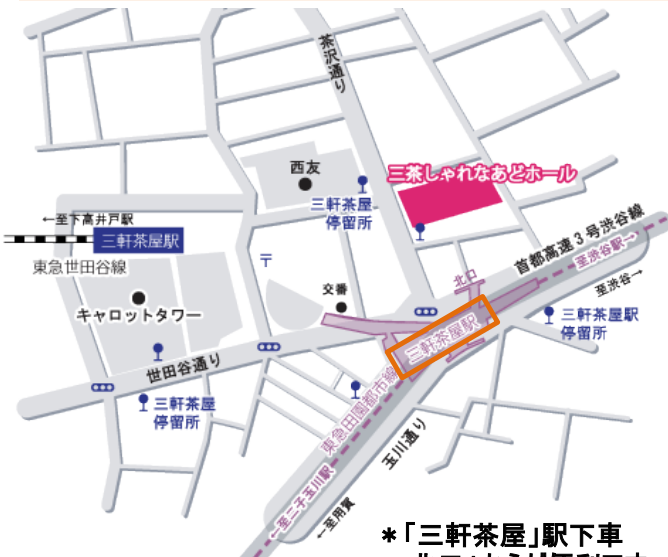 茶沢通り
西友
三軒茶屋
停留所
三茶しゃれなあどホール
←至下高井戸駅
三軒茶屋駅
東急世田谷線
〒
首都高速3号渋谷線
至渋谷駅→
至渋谷→
北口
交番
キャロットタワー
三軒茶屋駅
三軒茶屋駅
停留所
世田谷通り
三軒茶屋
停留所
東急田園都市線
玉川通り
←至二子玉川駅
←至用賀
*「三軒茶屋」駅下車